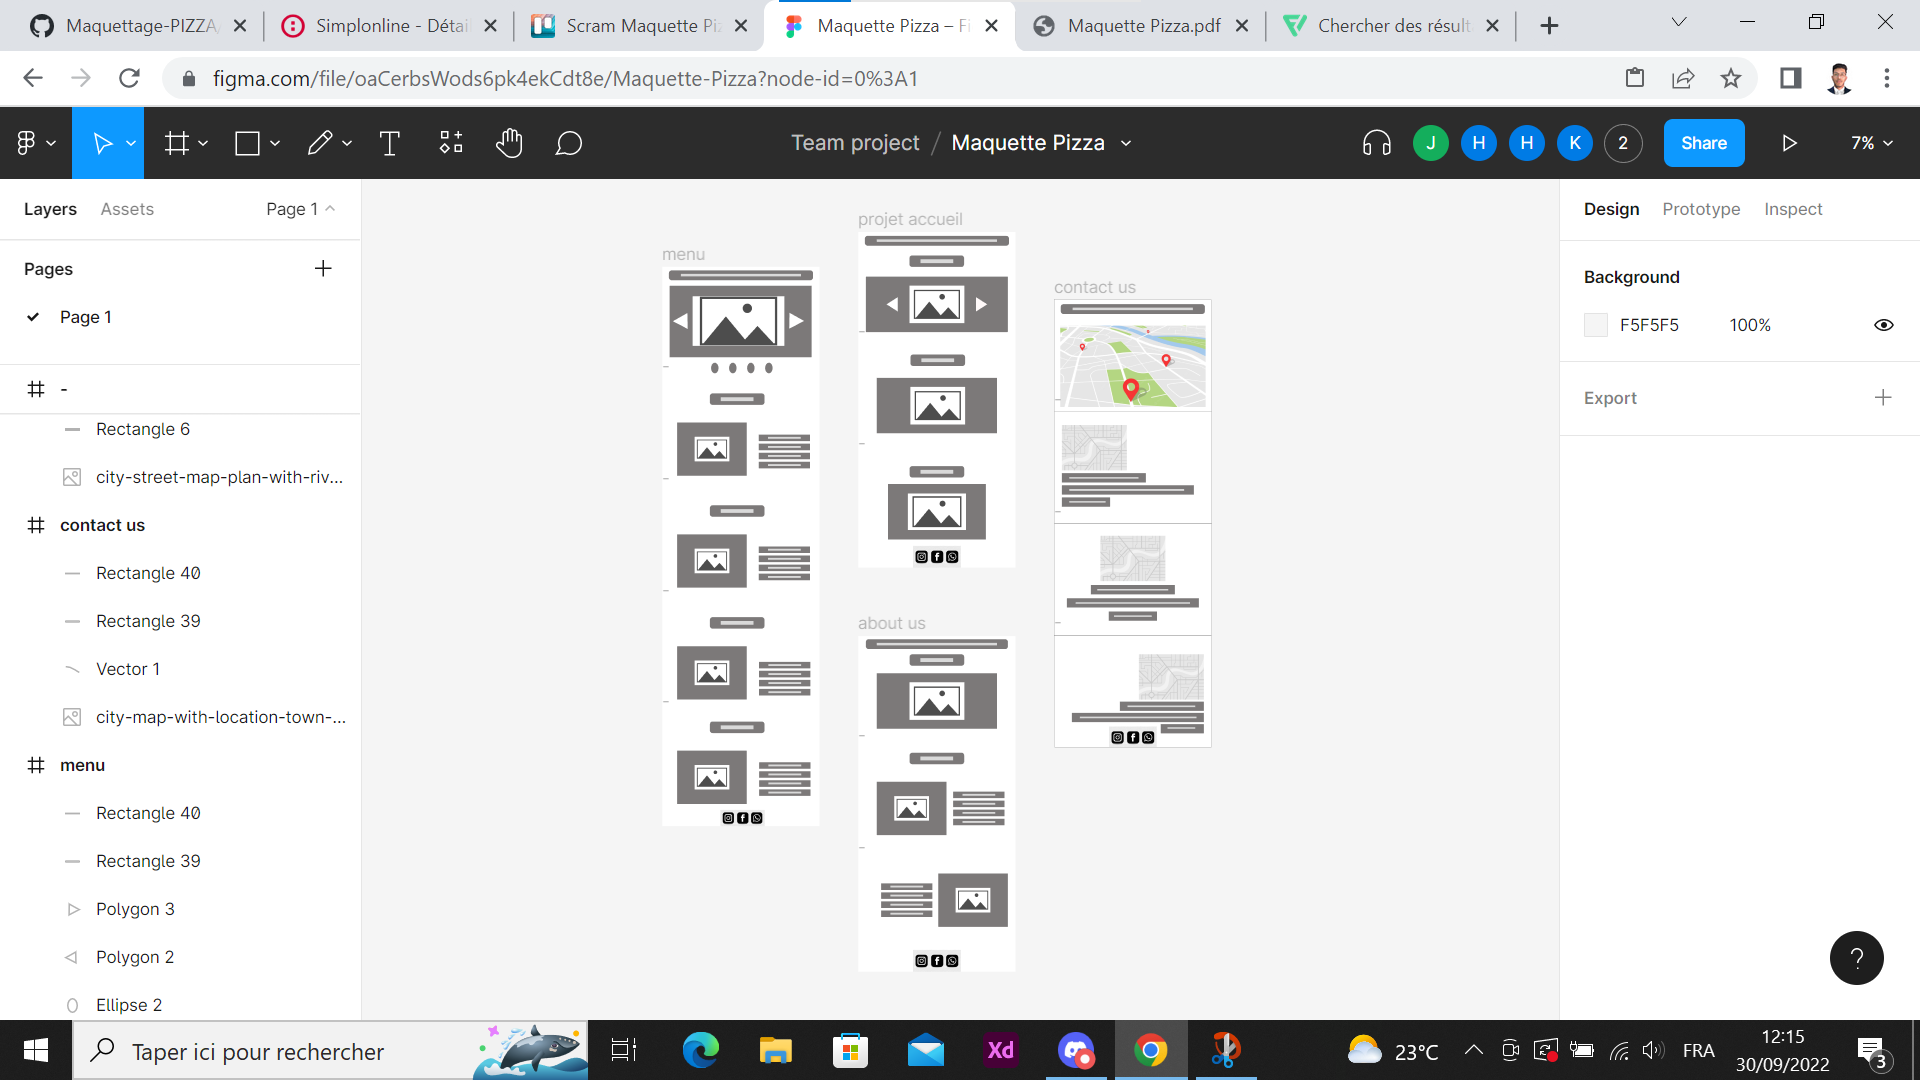 Maquettage-PIZZA
Simplonline - Détail
Scram Maquette Piz
Maquette Pizza – Fi
Maquette Pizza.pdf
Chercher des résult
figma.com/file/oaCerbsWods6pk4ekCdt8e/Maquette-Pizza?node-id=0%3A1
Team project / Maquette Pizza
J
H
H
K
2
Share
7%
Layers
Assets
Page 1
Pages
Page 1
-
Rectangle 6
city-street-map-plan-with-riv...
contact us
Rectangle 40
Rectangle 39
Vector 1
city-map-with-location-town-...
menu
Rectangle 40
Rectangle 39
Polygon 3
Polygon 2
Ellipse 2
menu
projet accueil
contact us
about us
Design
Prototype
Inspect
Background
F5F5F5
100%
Export
?
Taper ici pour rechercher
Xd
23°C
FRA
12:15
30/09/2022
3